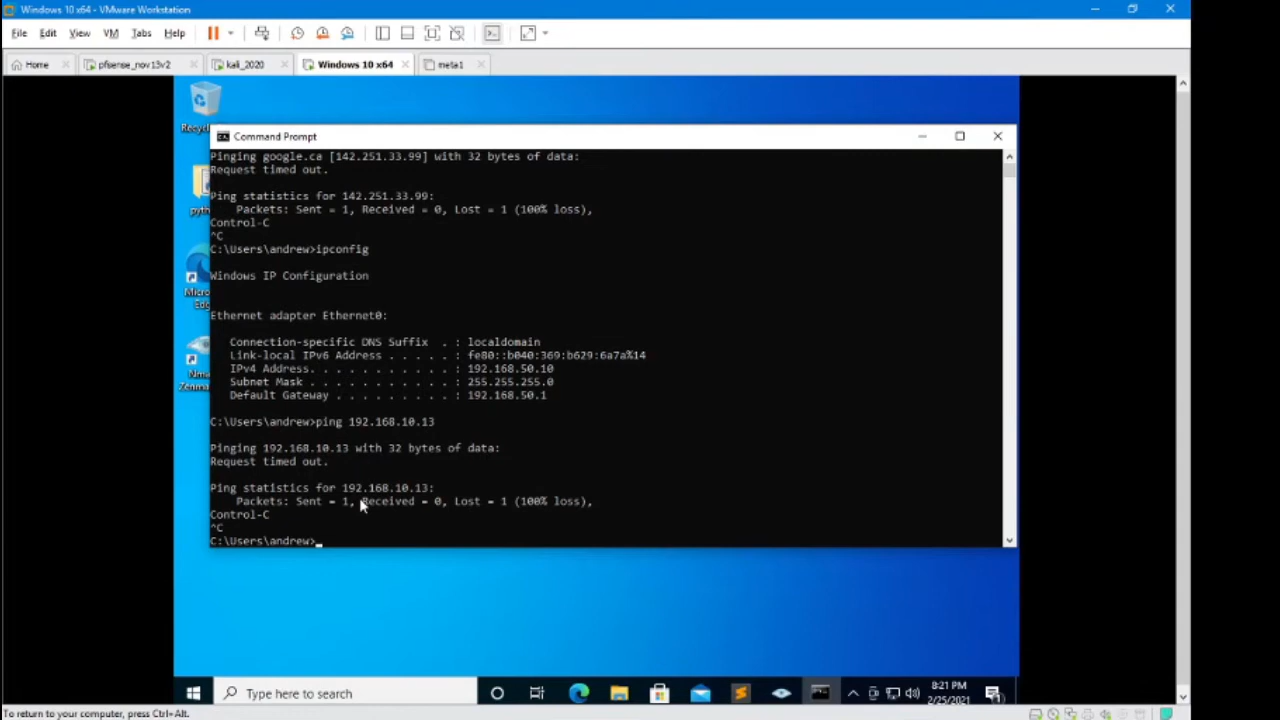 Windows 10 x64 - VMware Workstation
File Edit View VM Tabs Help
Home pfsense_nov13v2 kali_2020 Windows 10 x64 meta1
Command Prompt
Pinging google.ca [142.251.33.99] with 32 bytes of data:
Request timed out.
Ping statistics for 142.251.33.99:
Packets: Sent = 1, Received = 0, Lost = 1 (100% loss),
Control-C
^C
C:\Users\andrew>ipconfig
Windows IP Configuration
Ethernet adapter Ethernet0:
Connection-specific DNS Suffix . : localdomain
Link-local IPv6 Address . . . . . : fe80::b040:369:b629:6a7a%14
IPv4 Address. . . . . . . . . . . : 192.168.50.10
Subnet Mask . . . . . . . . . . . : 255.255.255.0
Default Gateway . . . . . . . . . : 192.168.50.1
C:\Users\andrew>ping 192.168.10.13
Pinging 192.168.10.13 with 32 bytes of data:
Request timed out.
Ping statistics for 192.168.10.13:
Packets: Sent = 1, Received = 0, Lost = 1 (100% loss),
Control-C
^C
C:\Users\andrew>
Recyc
pyth
Micro
Ed
Nm
Zenma
Type here to search
8:21 PM
2/25/2021
To return to your computer, press Ctrl+Alt.